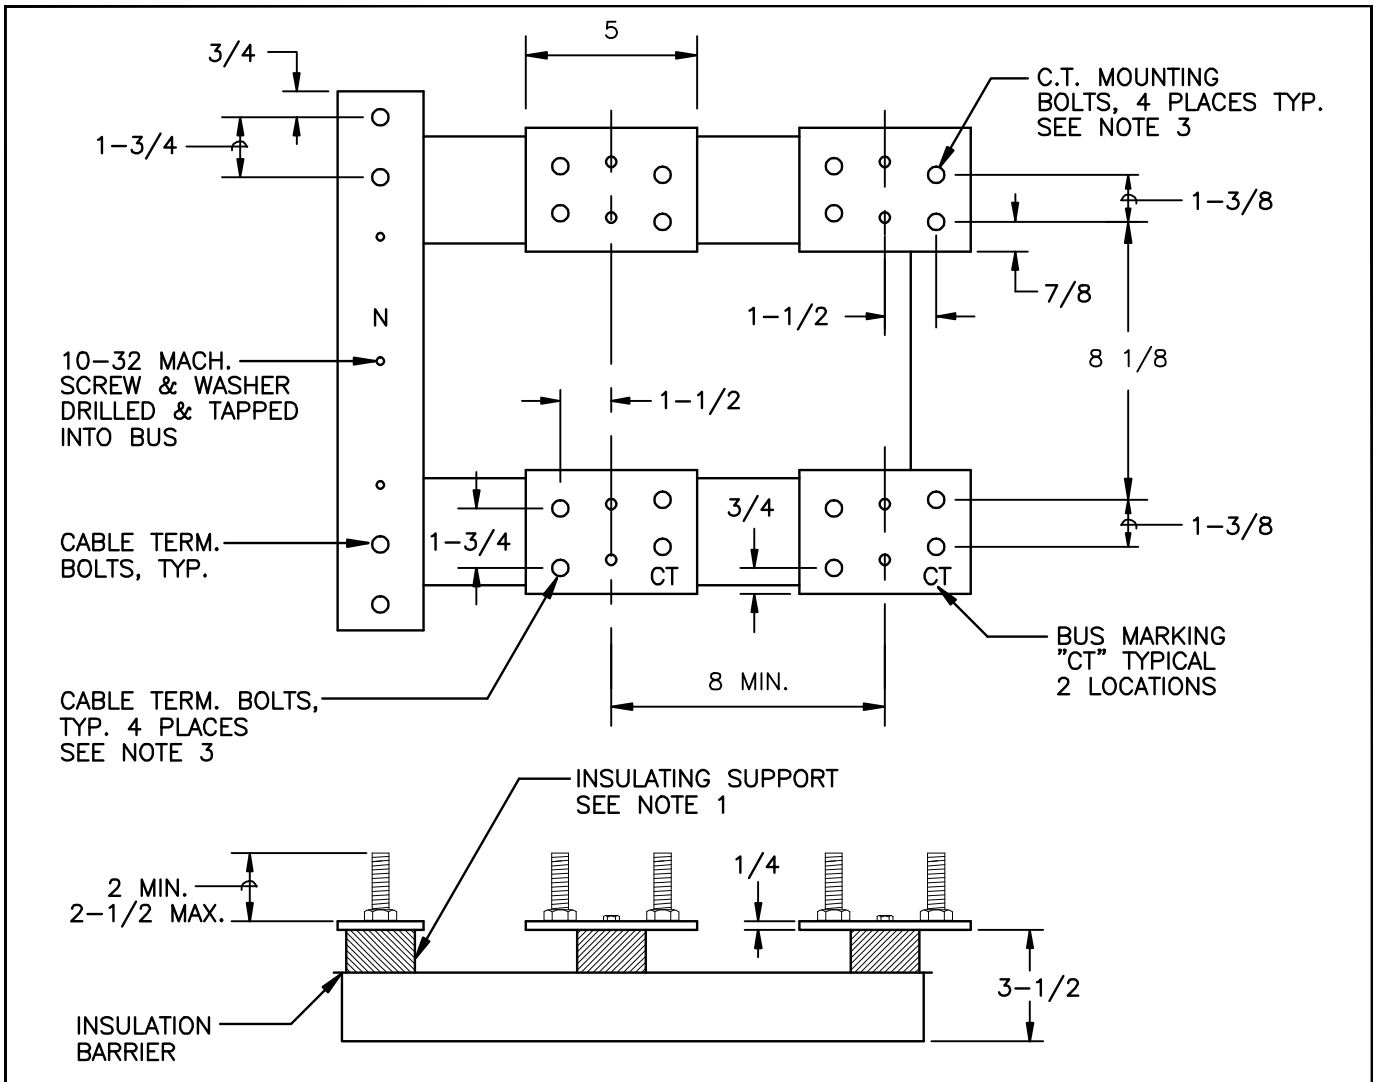 5
3/4
1-3/4
C.T. MOUNTING
BOLTS, 4 PLACES TYP.
SEE NOTE 3
1-3/8
7/8
1-1/2
8 1/8
N
10-32 MACH.
SCREW & WASHER
DRILLED & TAPPED
INTO BUS
1-1/2
3/4
1-3/4
1-3/8
CABLE TERM.
BOLTS, TYP.
CT
CT
BUS MARKING
"CT" TYPICAL
2 LOCATIONS
8 MIN.
CABLE TERM. BOLTS,
TYP. 4 PLACES
SEE NOTE 3
INSULATING SUPPORT
SEE NOTE 1
2 MIN.
2-1/2 MAX.
1/4
3-1/2
INSULATION
BARRIER